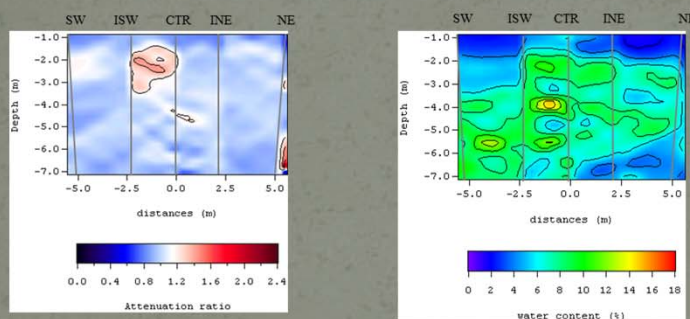 SW ISW CTR INE NE
-1.0
-2.0
-3.0
-4.0
-5.0
-6.0
-7.0
Depth (m)
-5.0 -2.5 0.0 2.5 5.0
distances (m)
0.0 0.4 0.8 1.2 1.6 2.0 2.4
Attenuation ratio
SW ISW CTR INE
-1.0
-2.0
-3.0
-4.0
-5.0
-6.0
-7.0
Depth (m)
-5.0 -2.5 0.0 2.5 5.0
distances (m)
0 2 4 6 8 10 12 14 16 18
water content (%)